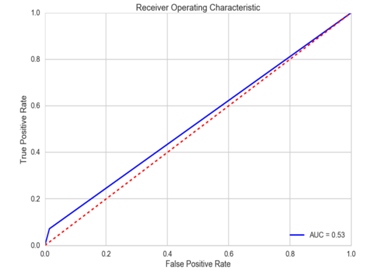 Receiver Operating Characteristic
1.0
0.8
0.6
0.4
0.2
0.0
True Positive Rate
0.0 0.2 0.4 0.6 0.8 1.0
False Positive Rate
AUC = 0.53